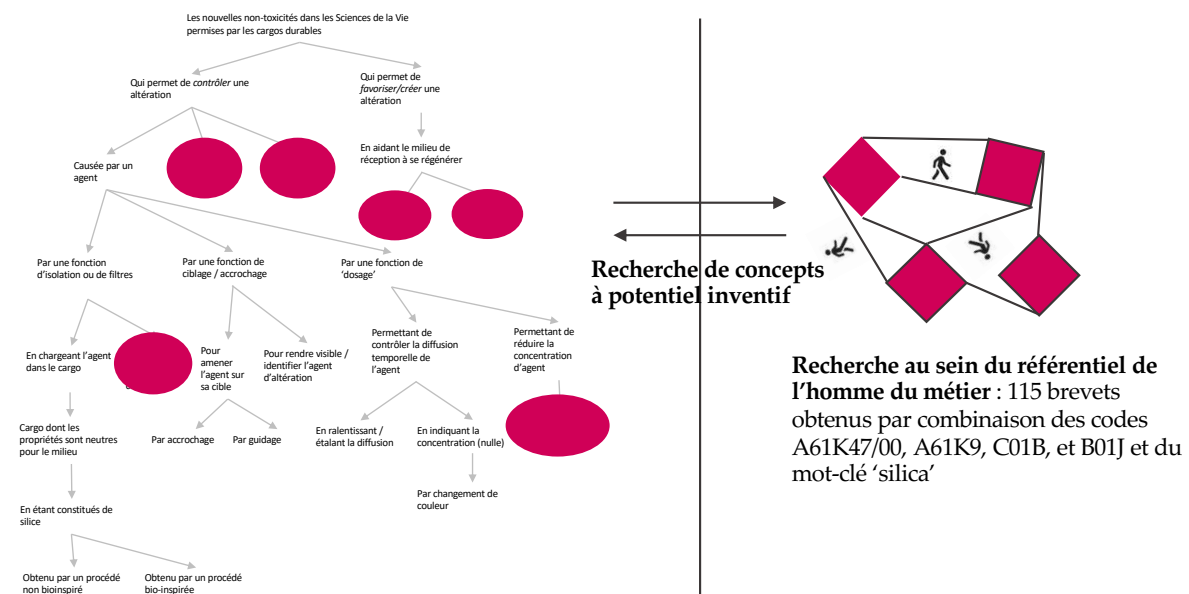 Les nouvelles non-toxicités dans les Sciences de la Vie
permises par les cargos durables
Qui permet de contrôler une
altération
Qui permet de
favoriser/créer une
altération
Causée par un
agent
En aidant le milieu de
réception à se régénérer
Par une fonction
d'isolation ou de filtres
Par une fonction de
ciblage / accrochage
Par une fonction de
'dosage'
En chargeant l'agent
dans le cargo
Pour
amener
l'agent sur
sa cible
Pour rendre visible /
identifier l'agent
d'altération
Permettant de
contrôler la diffusion
temporelle de
l'agent
Permettant de
réduire la
concentration
d'agent
Cargo dont les
propriétés sont neutres
pour le milieu
Par accrochage
Par guidage
En ralentissant /
étalant la diffusion
En indiquant la
concentration (nulle)
Par changement de
couleur
En étant constitués de
silice
Obtenu par un procédé
non bioinspiré
Obtenu par un procédé
bio-inspirée
Recherche de concepts
à potentiel inventif
Recherche au sein du référentiel de
l'homme du métier : 115 brevets
obtenus par combinaison des codes
A61K47/00, A61K9, C01B, et B01J et du
mot-clé 'silica'